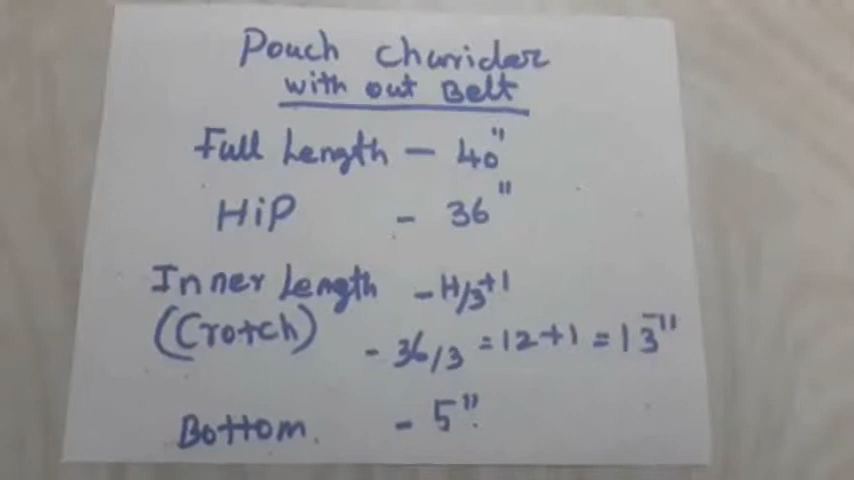 Pouch Churidar
with out Belt
Full Length - 40"
HiP - 36"
Inner Length - H/3+1
(Crotch) - 36/3 = 12+1 = 13"
Bottom. - 5"